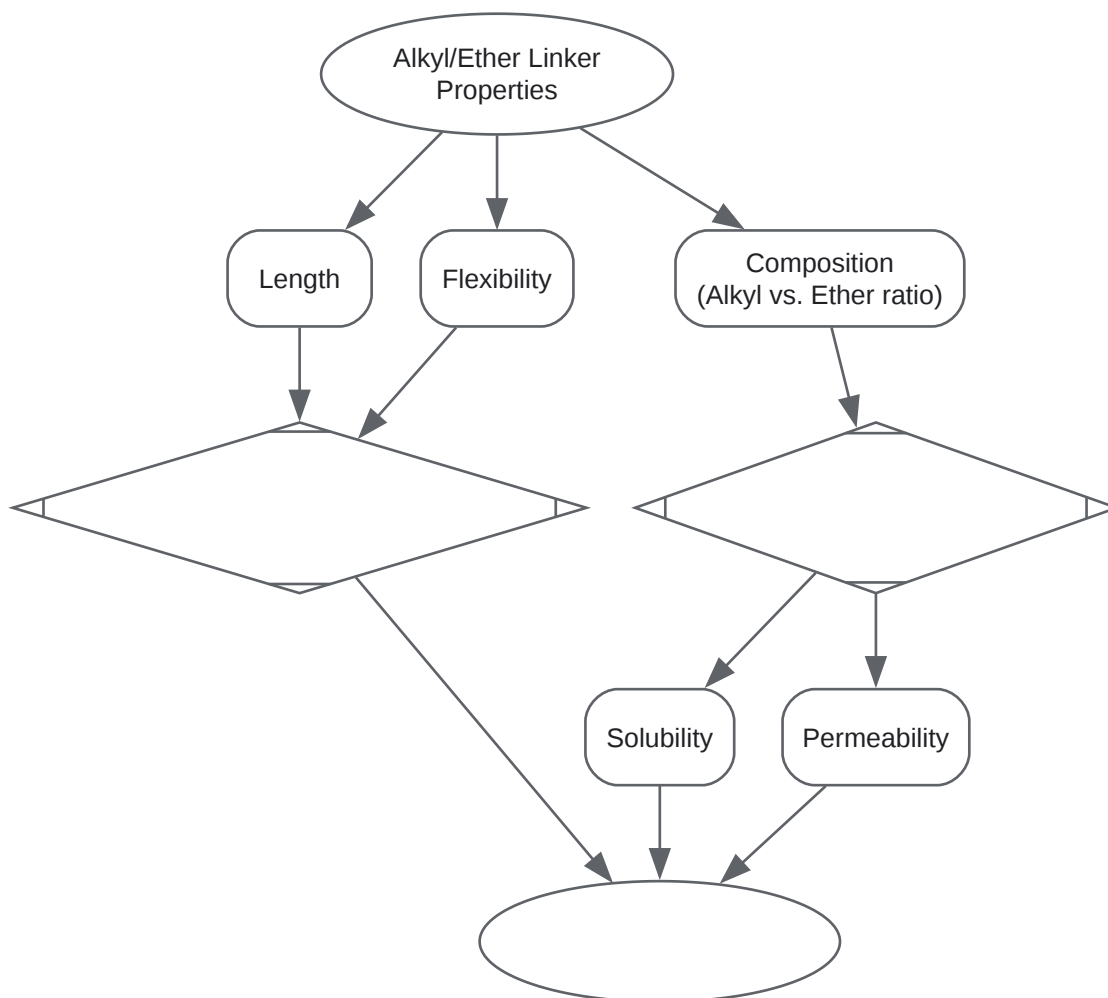 Alkyl/Ether Linker
Properties
Length
Flexibility
Composition
(Alkyl vs. Ether ratio)
Solubility
Permeability